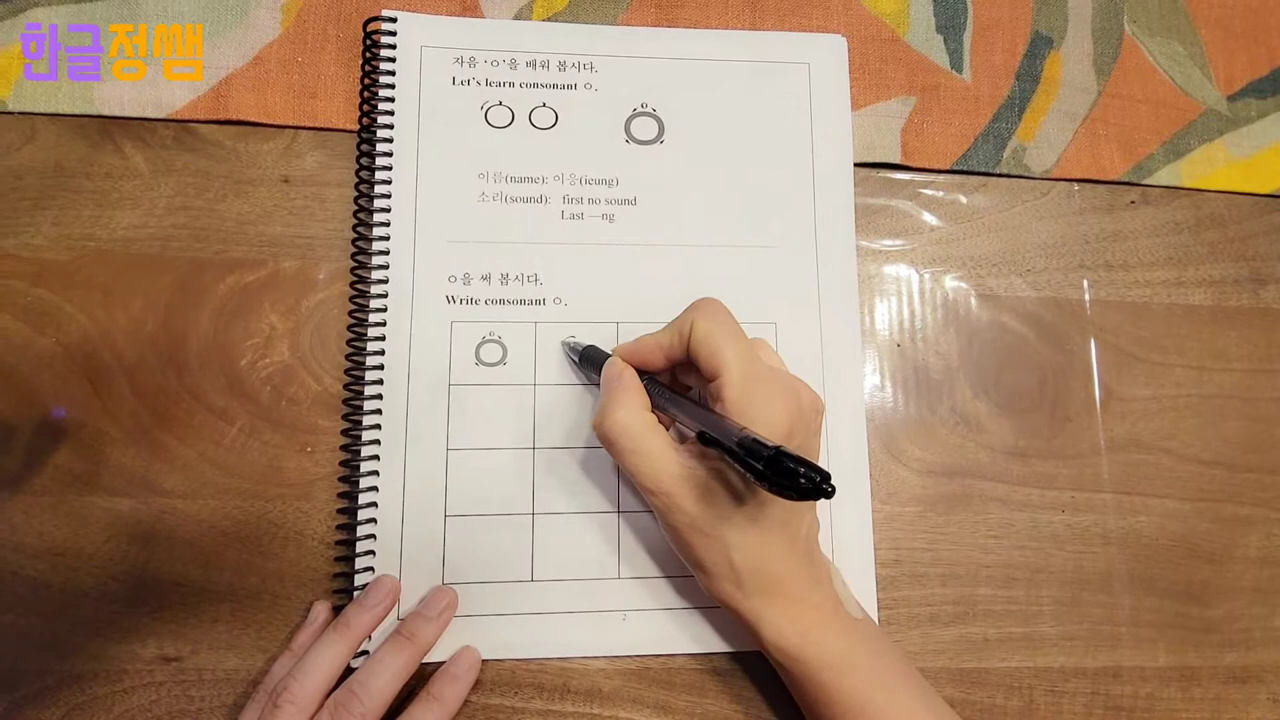 한글정쌤
자음 ‘ㅇ’을 배워 봅시다.
Let’s learn consonant ㅇ.
이름(name): 이응(ieung)
소리(sound): first no sound
Last —ng
ㅇ을 써 봅시다.
Write consonant ㅇ.